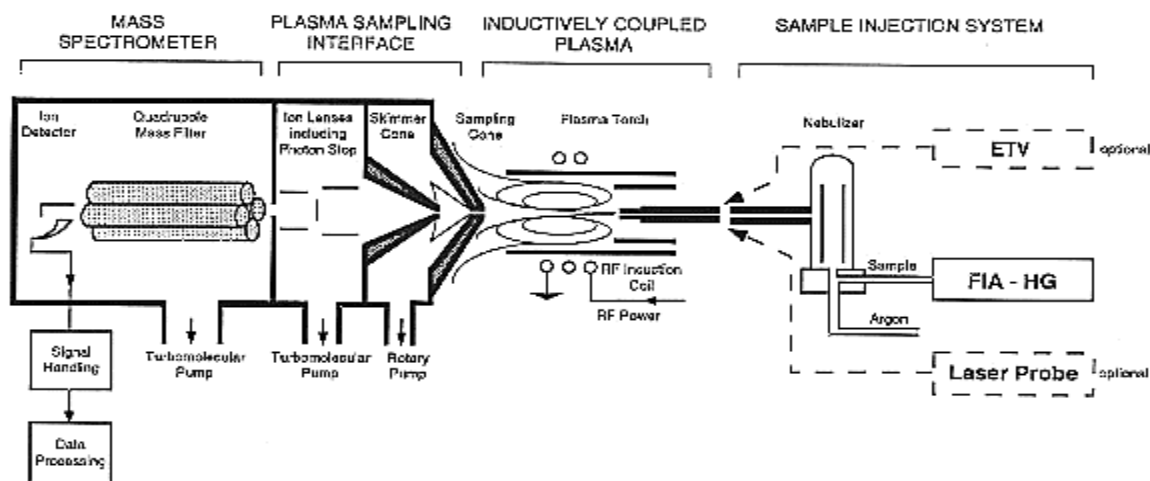 MASS
SPECTROMETER
PLASMA SAMPLING
INTERFACE
INDUCTIVELY COUPLED
PLASMA
SAMPLE INJECTION SYSTEM
Ion
Detector
Quadrupole
Mass Filter
Ion Lenses
including
Photon Stop
Skimmer
Cone
Sampling
Cone
Plasma Torch
Nebulizer
ETV
optional
Sample
FIA - HG
Argon
RF Induction
Coil
RF Power
Laser Probe
optional
Turbomolecular
Pump
Turbomolecular
Pump
Rotary
Pump
Signal
Handling
Data
Processing